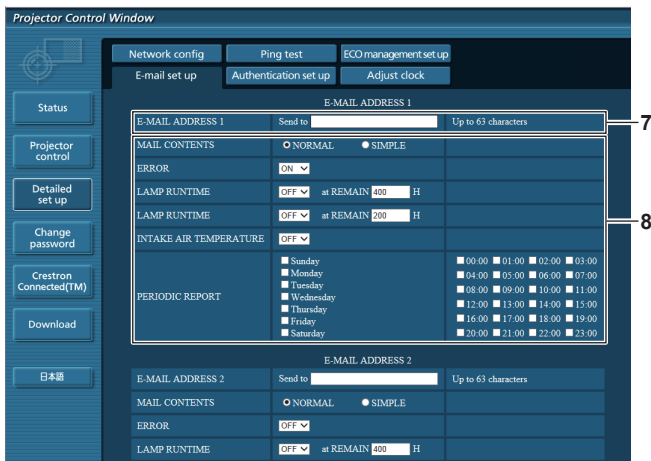 Projector Control Window
Network config Ping test ECO management set up
E-mail set up Authentication set up Adjust clock
Status
Projector control
Detailed set up
Change password
Crestron Connected(TM)
Download
日本語
E-MAIL ADDRESS 1
E-MAIL ADDRESS 1 Send to Up to 63 characters
MAIL CONTENTS NORMAL SIMPLE
ERROR ON
LAMP RUNTIME OFF at REMAIN 400 H
LAMP RUNTIME OFF at REMAIN 200 H
INTAKE AIR TEMPERATURE OFF
PERIODIC REPORT
Sunday
Monday
Tuesday
Wednesday
Thursday
Friday
Saturday
00:00 01:00 02:00 03:00
04:00 05:00 06:00 07:00
08:00 09:00 10:00 11:00
12:00 13:00 14:00 15:00
16:00 17:00 18:00 19:00
20:00 21:00 22:00 23:00
E-MAIL ADDRESS 2
E-MAIL ADDRESS 2 Send to Up to 63 characters
MAIL CONTENTS NORMAL SIMPLE
ERROR OFF
LAMP RUNTIME OFF at REMAIN 400 H
7
8